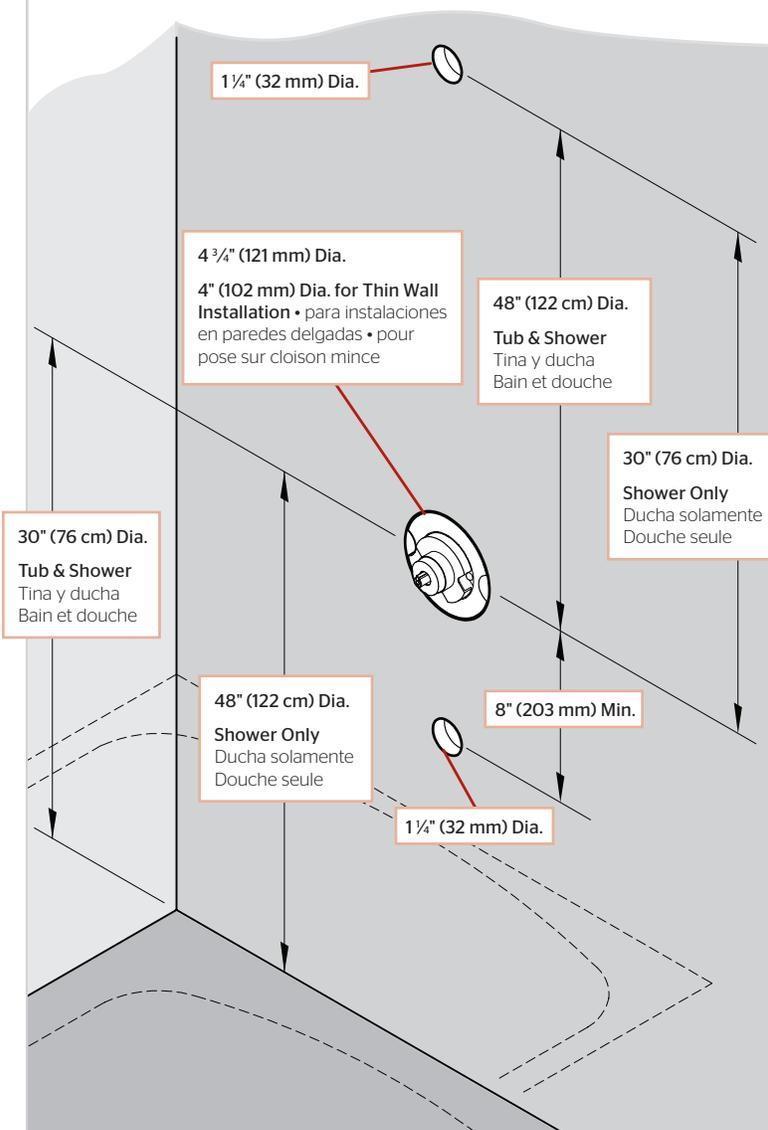 1 ¼" (32 mm) Dia.
4 ¾" (121 mm) Dia.
4" (102 mm) Dia. for Thin Wall
Installation • para instalaciones
en paredes delgadas • pour
pose sur cloison mince
48" (122 cm) Dia.
Tub & Shower
Tina y ducha
Bain et douche
30" (76 cm) Dia.
Shower Only
Ducha solamente
Douche seule
30" (76 cm) Dia.
Tub & Shower
Tina y ducha
Bain et douche
48" (122 cm) Dia.
Shower Only
Ducha solamente
Douche seule
8" (203 mm) Min.
1 ¼" (32 mm) Dia.